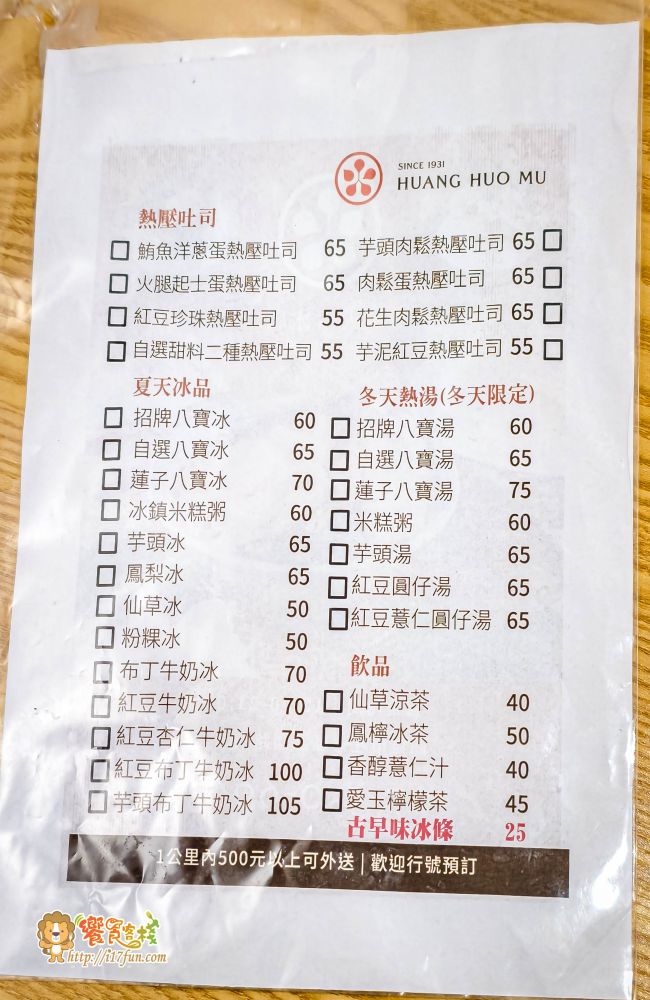 SINCE 1931
HUANG HUO MU
熱壓吐司
鮪魚洋蔥蛋熱壓吐司 65
火腿起士蛋熱壓吐司 65
紅豆珍珠熱壓吐司 55
自選甜料二種熱壓吐司 55
芋頭肉鬆熱壓吐司 65
肉鬆蛋熱壓吐司 65
花生肉鬆熱壓吐司 65
芋泥紅豆熱壓吐司 55
夏天冰品
招牌八寶冰 60
自選八寶冰 65
蓮子八寶冰 70
冰鎮米糕粥 60
芋頭冰 65
鳳梨冰 65
仙草冰 50
粉粿冰 50
布丁牛奶冰 70
紅豆牛奶冰 70
紅豆杏仁牛奶冰 75
紅豆布丁牛奶冰 100
芋頭布丁牛奶冰 105
冬天熱湯(冬天限定)
招牌八寶湯 60
自選八寶湯 65
蓮子八寶湯 75
米糕粥 60
芋頭湯 65
紅豆圓仔湯 65
紅豆薏仁圓仔湯 65
飲品
仙草涼茶 40
鳳檸冰茶 50
香醇薏仁汁 40
愛玉檸檬茶 45
古早味冰條 25
1公里內500元以上可外送 | 歡迎行號預訂
饗食客棧
http://i17fun.com